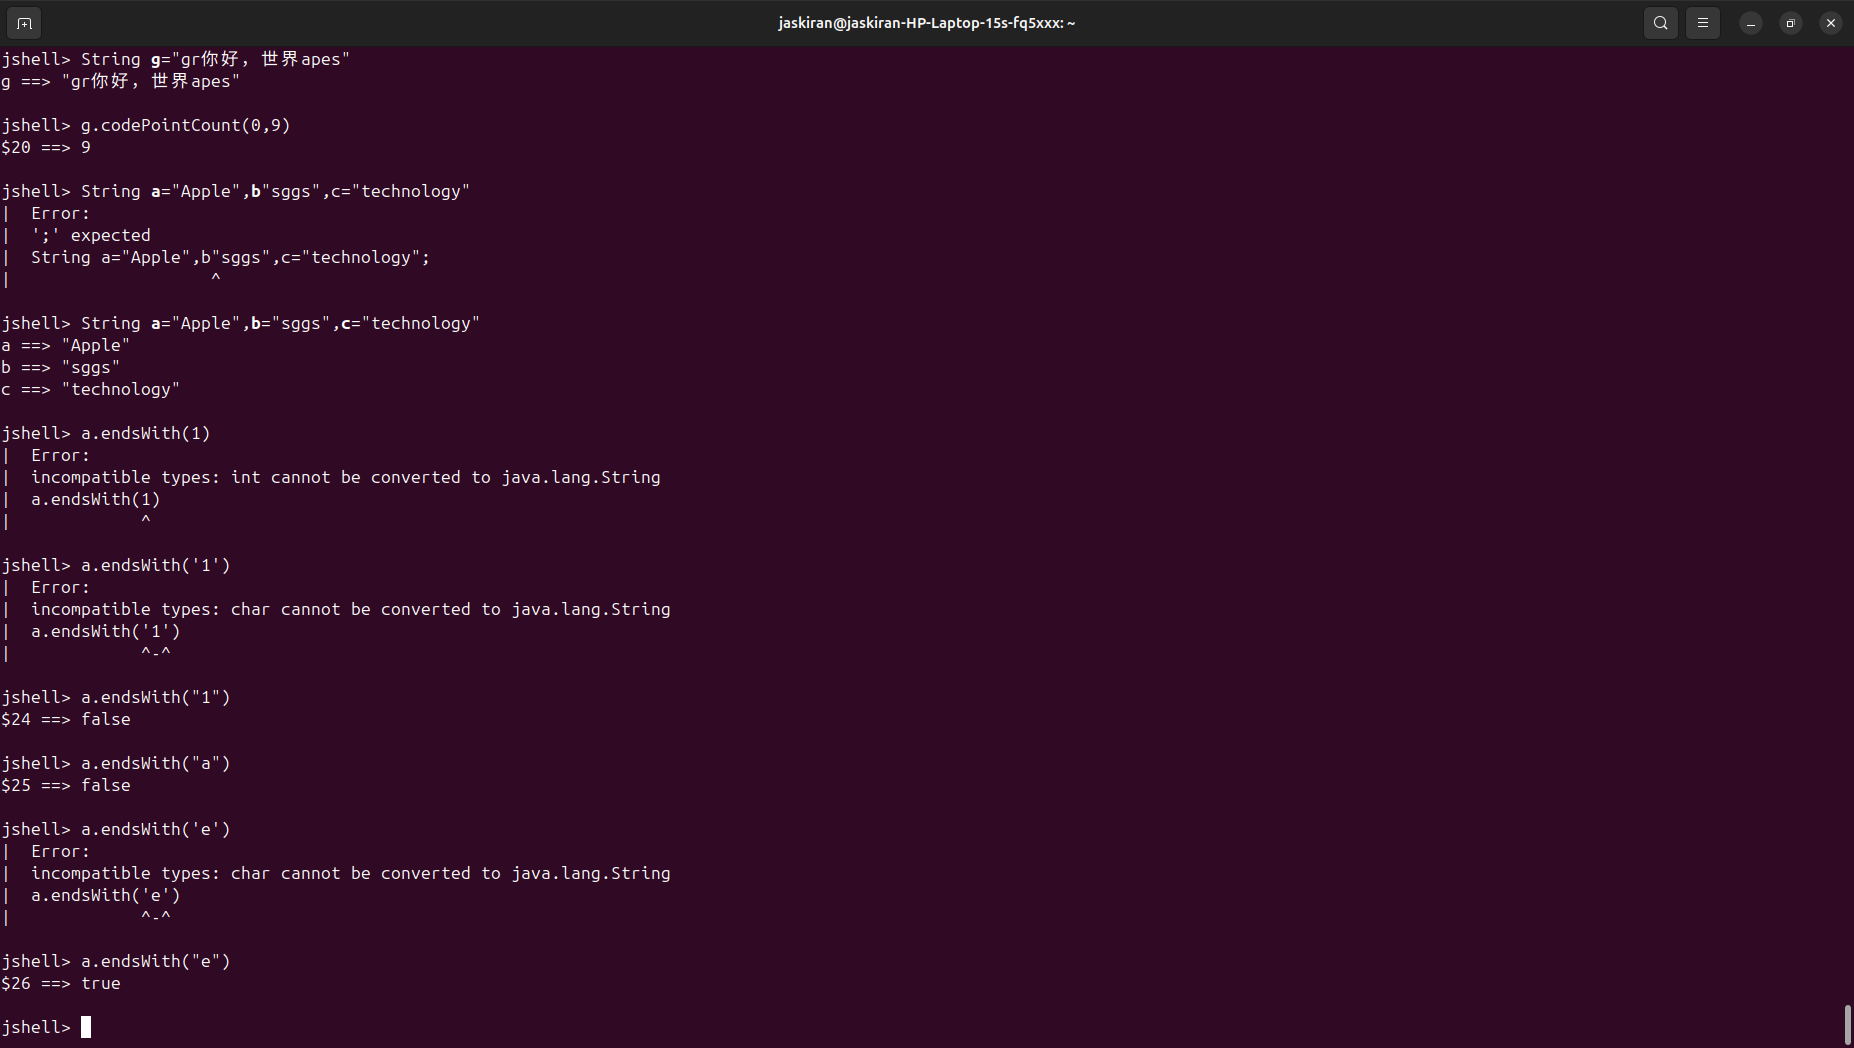 jaskiran@jaskiran-HP-Laptop-15s-fq5xxx: ~
jshell> String g="gr你好，世界apes"
g ==> "gr你好，世界apes"
jshell> g.codePointCount(0,9)
$20 ==> 9
jshell> String a="Apple",b"sggs",c="technology"
|  Error:
|  ';' expected
|  String a="Apple",b"sggs",c="technology";
|                    ^
jshell> String a="Apple",b="sggs",c="technology"
a ==> "Apple"
b ==> "sggs"
c ==> "technology"
jshell> a.endsWith(1)
|  Error:
|  incompatible types: int cannot be converted to java.lang.String
|  a.endsWith(1)
|             ^
jshell> a.endsWith('1')
|  Error:
|  incompatible types: char cannot be converted to java.lang.String
|  a.endsWith('1')
|             ^-^
jshell> a.endsWith("1")
$24 ==> false
jshell> a.endsWith("a")
$25 ==> false
jshell> a.endsWith('e')
|  Error:
|  incompatible types: char cannot be converted to java.lang.String
|  a.endsWith('e')
|             ^-^
jshell> a.endsWith("e")
$26 ==> true
jshell>